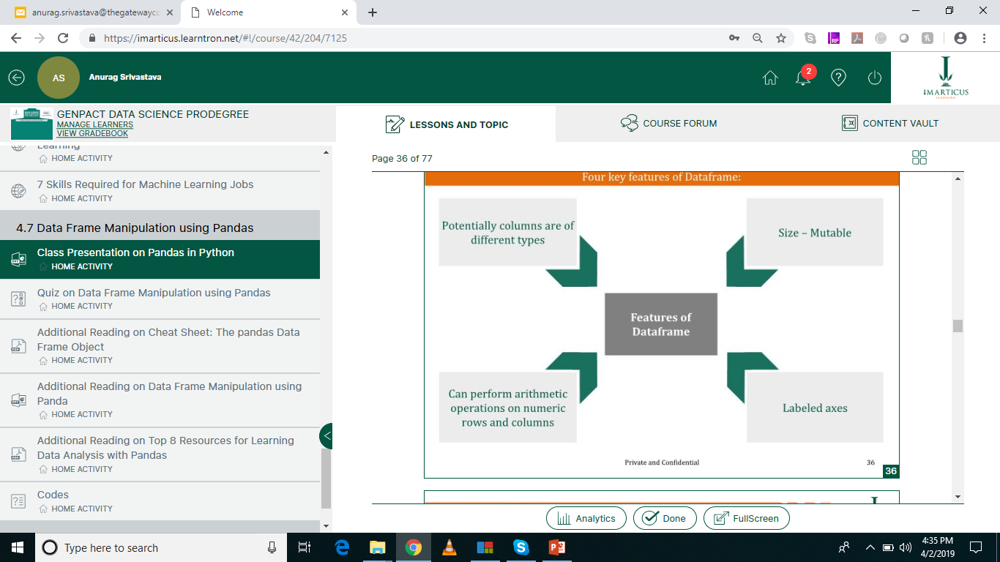 anurag.srivastava@thegatewayco
Welcome
https://imarticus.learntron.net/#!/course/42/204/7125
AS
Anurag Srivastava
2
IMARTICUS
LEARNING
GENPACT DATA SCIENCE PRODEGREE
MANAGE LEARNERS
VIEW GRADEBOOK
LESSONS AND TOPIC
COURSE FORUM
CONTENT VAULT
Learning
HOME ACTIVITY
7 Skills Required for Machine Learning Jobs
HOME ACTIVITY
4.7 Data Frame Manipulation using Pandas
Class Presentation on Pandas in Python
HOME ACTIVITY
Quiz on Data Frame Manipulation using Pandas
HOME ACTIVITY
Additional Reading on Cheat Sheet: The pandas Data
Frame Object
HOME ACTIVITY
Additional Reading on Data Frame Manipulation using
Panda
HOME ACTIVITY
Additional Reading on Top 8 Resources for Learning
Data Analysis with Pandas
HOME ACTIVITY
Codes
HOME ACTIVITY
Page 36 of 77
Four key features of Dataframe:
Potentially columns are of
different types
Size – Mutable
Features of
Dataframe
Can perform arithmetic
operations on numeric
rows and columns
Labeled axes
Private and Confidential
36
36
Analytics
Done
FullScreen
Type here to search
4:35 PM
4/2/2019